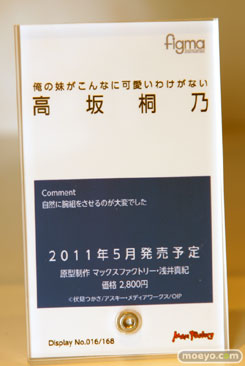 figma
俺の妹がこんなに可愛いわけがない
高坂桐乃
Comment
自然に腕組をさせるのが大変でした
2011年5月発売予定
原型制作 マックスファクトリー・浅井真紀
価格 2,800円
©伏見つかさ/アスキー・メディアワークス/OIP
Display No.016/168
Max Factory
moeyo.com